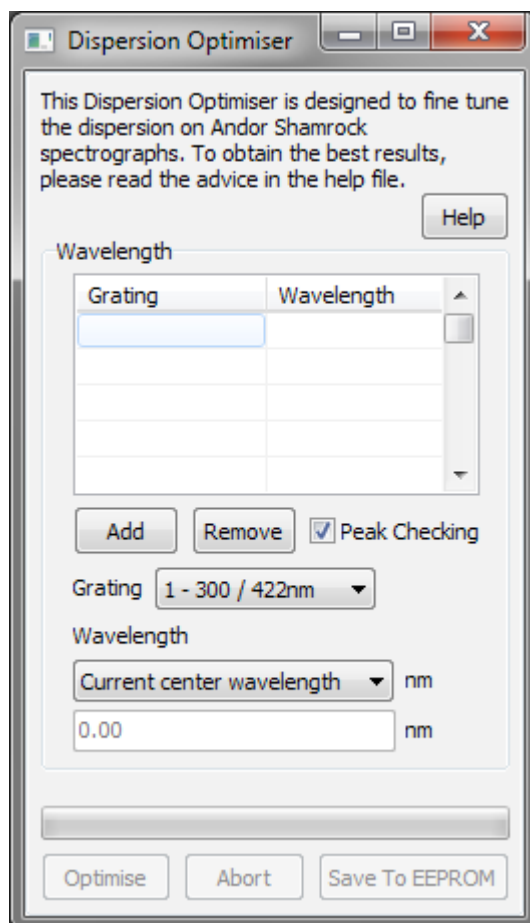 Dispersion Optimiser
This Dispersion Optimiser is designed to fine tune
the dispersion on Andor Shamrock
spectrographs. To obtain the best results,
please read the advice in the help file.
Help
Wavelength
Grating Wavelength
Add Remove Peak Checking
Grating 1 - 300 / 422nm
Wavelength
Current center wavelength nm
0.00 nm
Optimise Abort Save To EEPROM